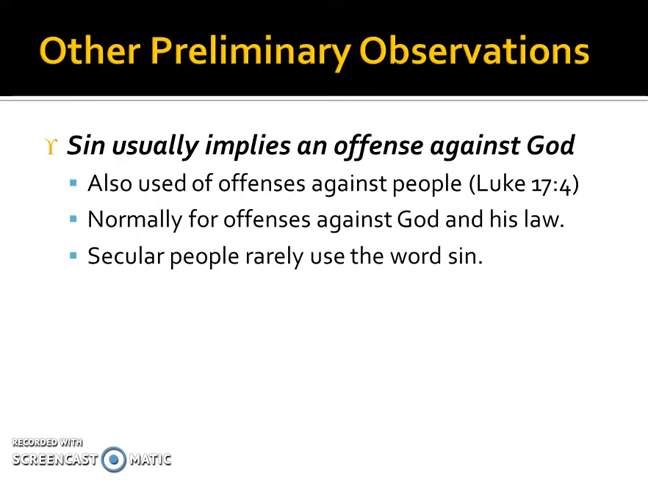 Other Preliminary Observations
ϒ Sin usually implies an offense against God
▪ Also used of offenses against people (Luke 17:4)
▪ Normally for offenses against God and his law.
▪ Secular people rarely use the word sin.
RECORDED WITH
SCREENCAST MATIC